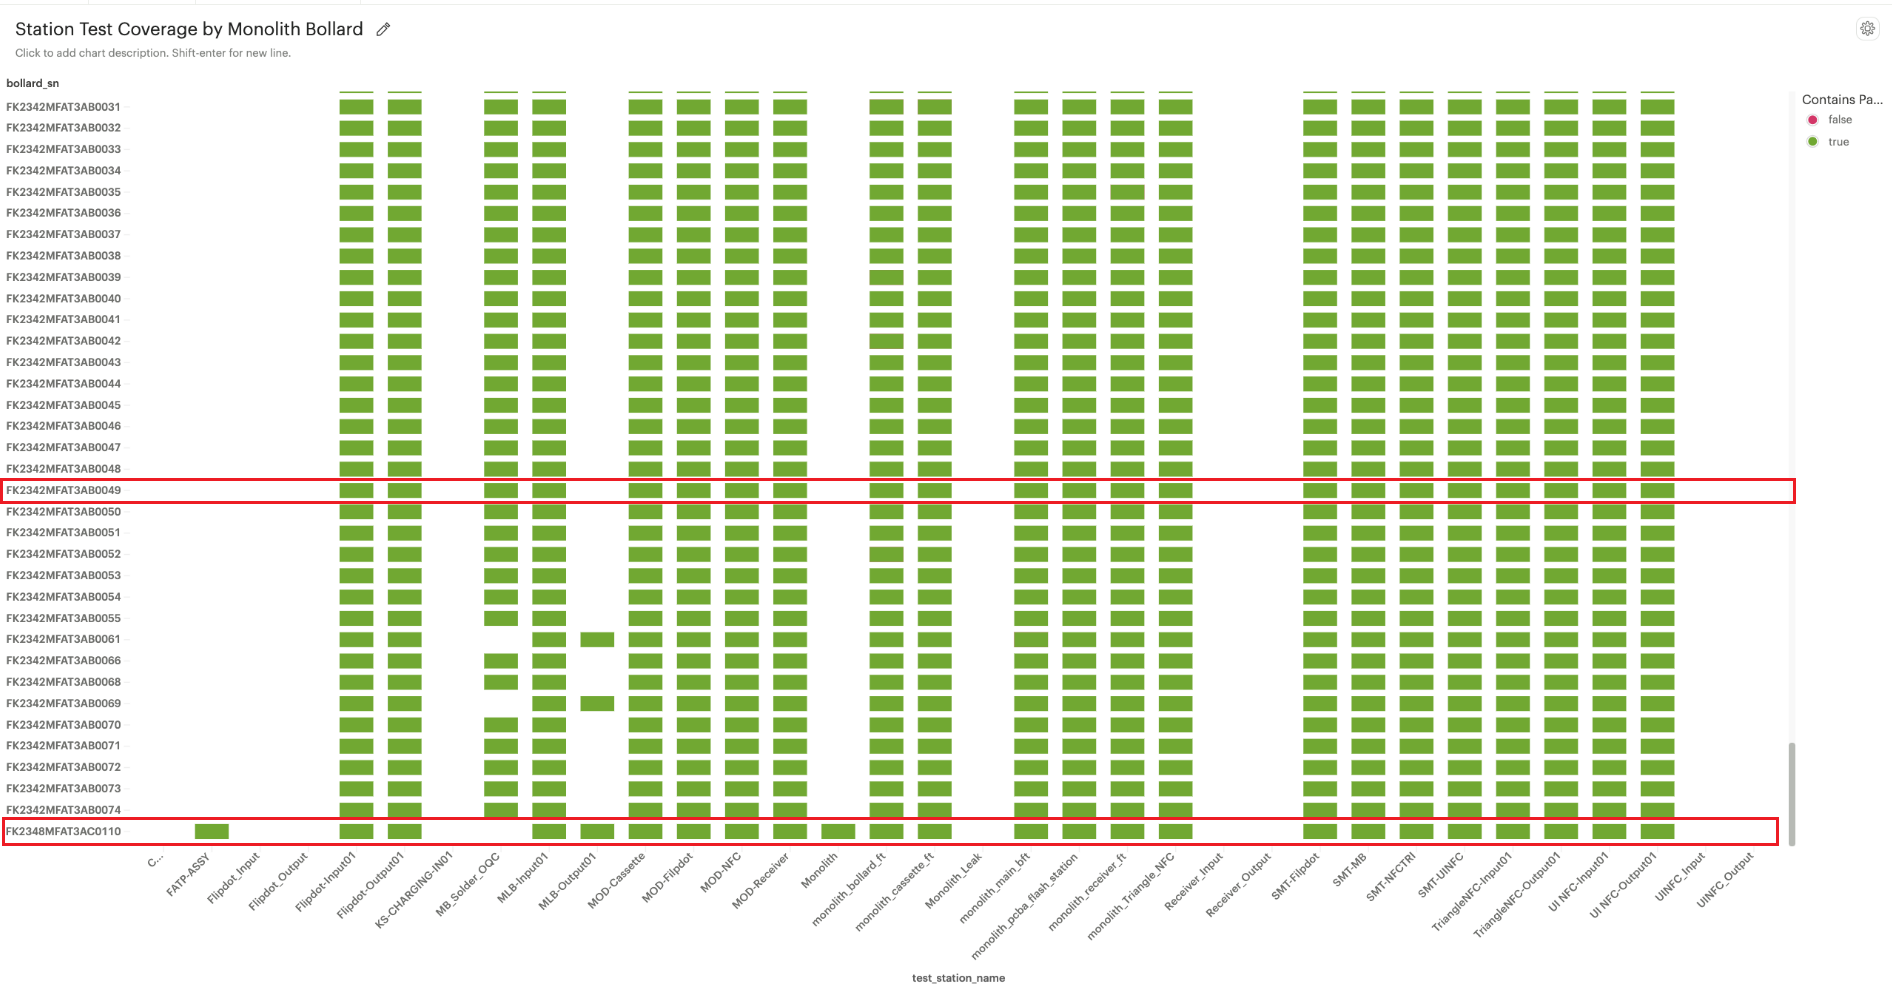 Station Test Coverage by Monolith Bollard
Click to add chart description. Shift-enter for new line.
bollard_sn
FK2342MFAT3AB0031
FK2342MFAT3AB0032
FK2342MFAT3AB0033
FK2342MFAT3AB0034
FK2342MFAT3AB0035
FK2342MFAT3AB0036
FK2342MFAT3AB0037
FK2342MFAT3AB0038
FK2342MFAT3AB0039
FK2342MFAT3AB0040
FK2342MFAT3AB0041
FK2342MFAT3AB0042
FK2342MFAT3AB0043
FK2342MFAT3AB0044
FK2342MFAT3AB0045
FK2342MFAT3AB0046
FK2342MFAT3AB0047
FK2342MFAT3AB0048
FK2342MFAT3AB0049
FK2342MFAT3AB0050
FK2342MFAT3AB0051
FK2342MFAT3AB0052
FK2342MFAT3AB0053
FK2342MFAT3AB0054
FK2342MFAT3AB0055
FK2342MFAT3AB0061
FK2342MFAT3AB0066
FK2342MFAT3AB0068
FK2342MFAT3AB0069
FK2342MFAT3AB0070
FK2342MFAT3AB0071
FK2342MFAT3AB0072
FK2342MFAT3AB0073
FK2342MFAT3AB0074
FK2348MFAT3AC0110
C...
FATP-ASSY
Flipdot_Input
Flipdot_Output
Flipdot-Input01
Flipdot-Output01
KS-CHARGING-IN01
MB_Solder_OQC
MLB-Input01
MLB-Output01
MOD-Cassette
MOD-Filpdot
MOD-NFC
MOD-Receiver
Monolith
monolith_bollard_ft
monolith_cassette_ft
Monolith_Leak
monolith_main_bft
monolith_pcba_flash_station
monolith_receiver_ft
monolith_Triangle_NFC
Receiver_Input
Receiver_Output
SMT-Filpdot
SMT-MB
SMT-NFCTRI
SMT-UINFC
TriangleNFC-Input01
TriangleNFC-Output01
UI NFC-Input01
UI NFC-Output01
UINFC_Input
UINFC_Output
test_station_name
Contains Pa...
false
true